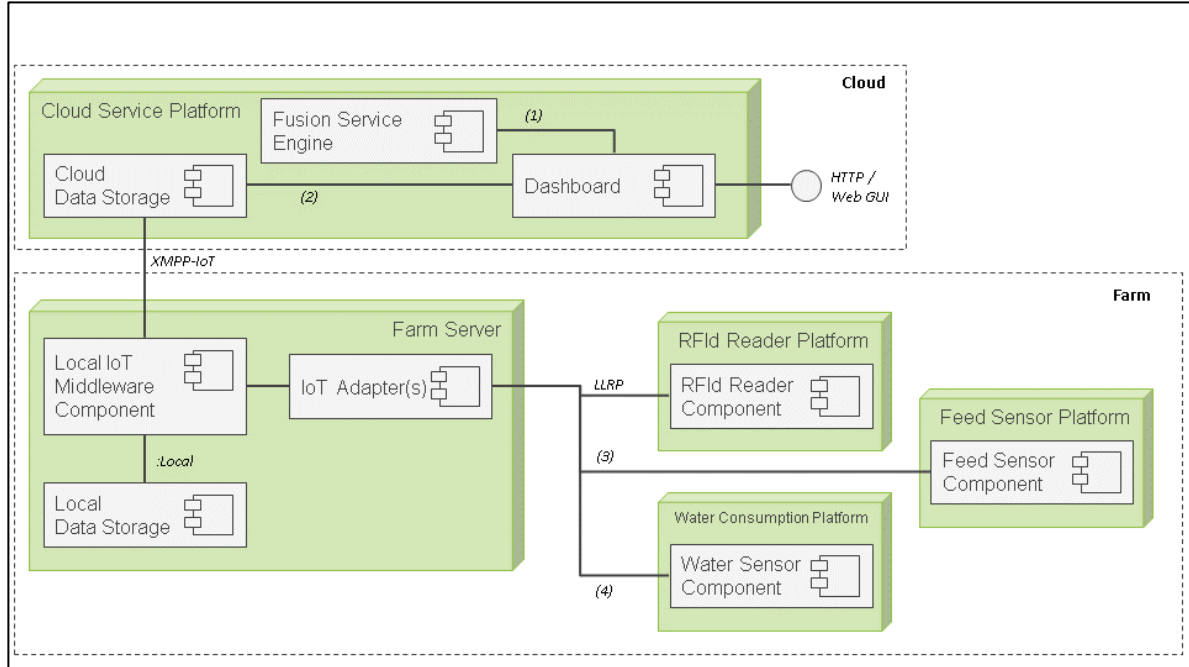 Cloud
Cloud Service Platform
Fusion Service
Engine
(1)
Cloud
Data Storage
(2)
Dashboard
HTTP /
Web GUI
XMPP-IoT
Farm
Farm Server
Local IoT
Middleware
Component
IoT Adapter(s)
:Local
Local
Data Storage
RFId Reader Platform
LLRP
RFId Reader
Component
Feed Sensor Platform
(3)
Feed Sensor
Component
Water Consumption Platform
Water Sensor
Component
(4)